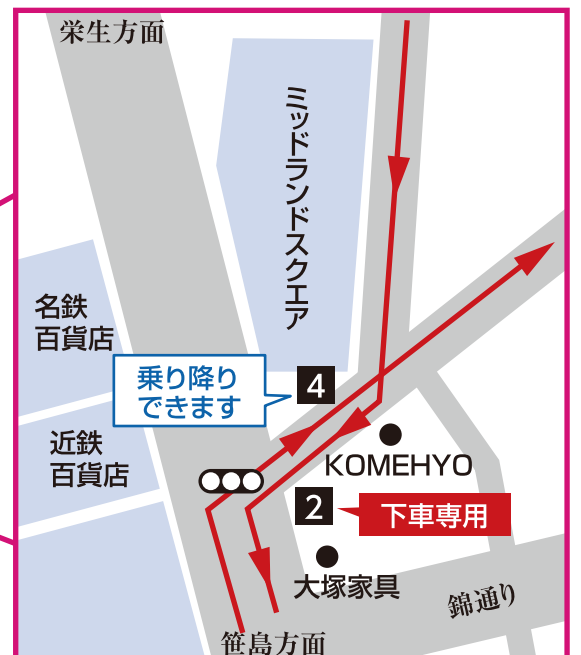 栄生方面
ミッドランドスクエア
名鉄
百貨店
乗り降り
できます
4
近鉄
百貨店
KOMEHYO
2
下車専用
大塚家具
錦通り
笹島方面